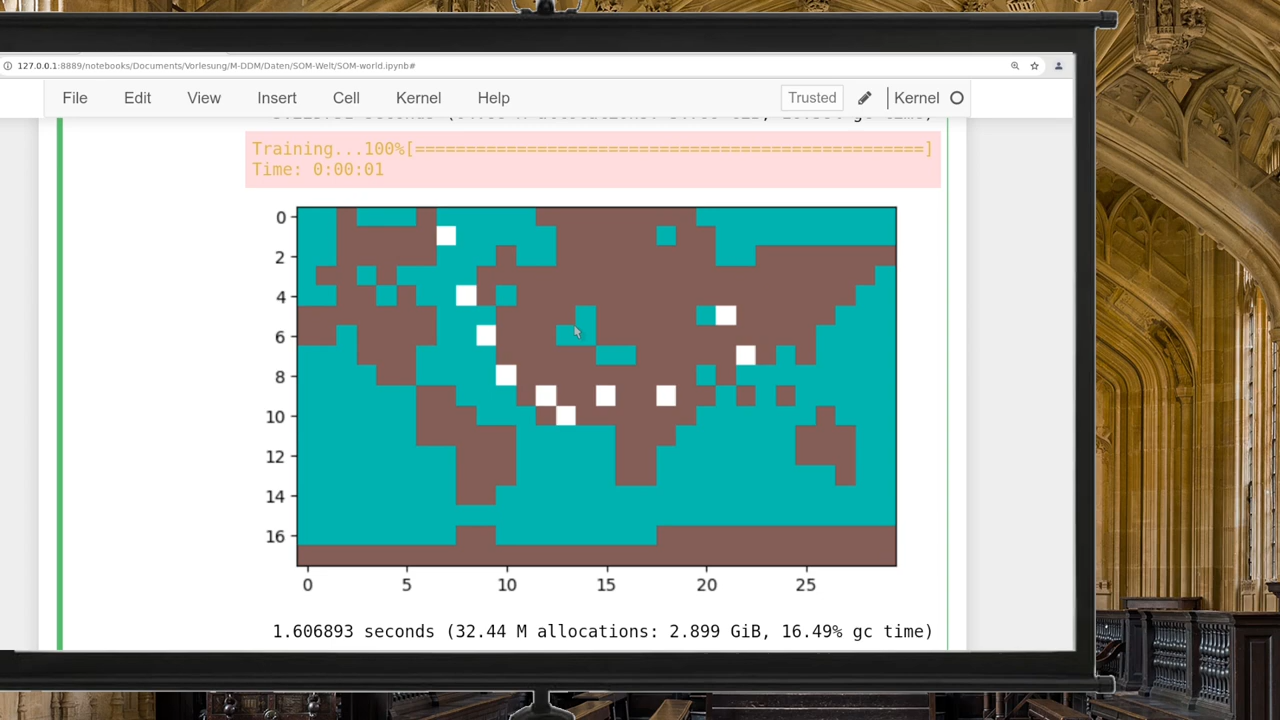 127.0.0.1:8889/notebooks/Documents/Vorlesung/M-DDM/Daten/SOM-Welt/SOM-world.ipynb#
File Edit View Insert Cell Kernel Help Trusted Kernel
Training...100%[==================================================]
Time: 0:00:01
0
2
4
6
8
10
12
14
16
0 5 10 15 20 25
1.606893 seconds (32.44 M allocations: 2.899 GiB, 16.49% gc time)